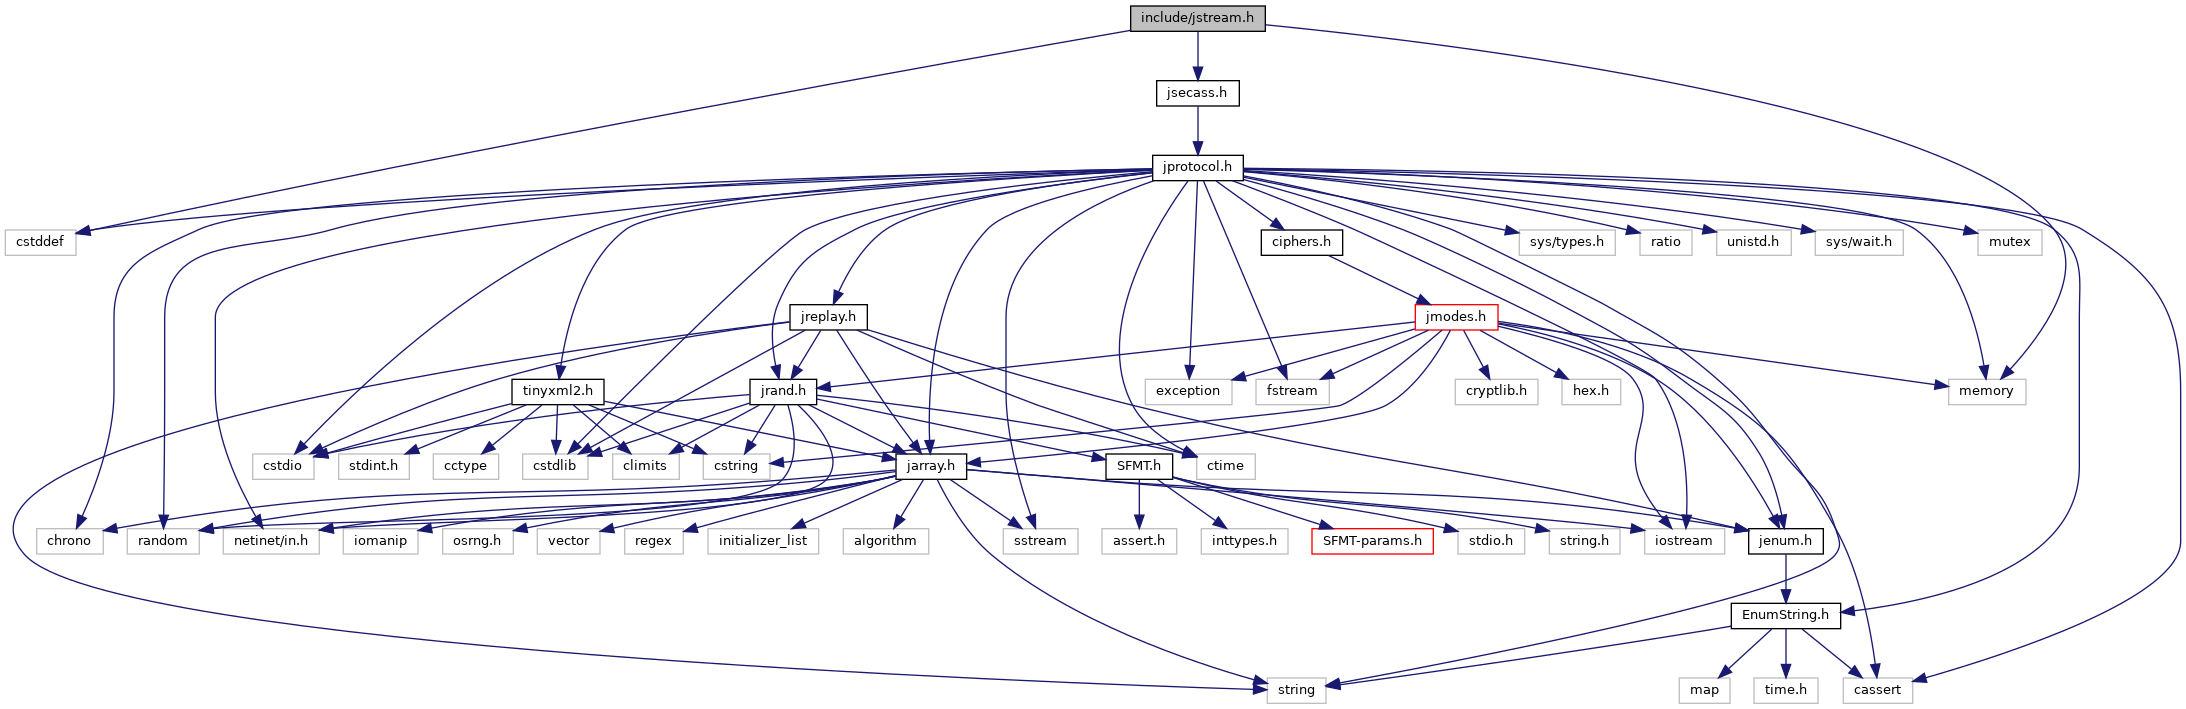 include/jstream.h
jsecass.h
jprotocol.h
cstddef
ciphers.h
sys/types.h
ratio
unistd.h
sys/wait.h
mutex
jreplay.h
jmodes.h
tinyxml2.h
jrand.h
exception
fstream
cryptlib.h
hex.h
memory
cstdio
stdint.h
cctype
cstdlib
climits
cstring
jarray.h
SFMT.h
ctime
chrono
random
netinet/in.h
iomanip
osrng.h
vector
regex
initializer_list
algorithm
sstream
assert.h
inttypes.h
SFMT-params.h
stdio.h
string.h
iostream
jenum.h
EnumString.h
string
map
time.h
cassert